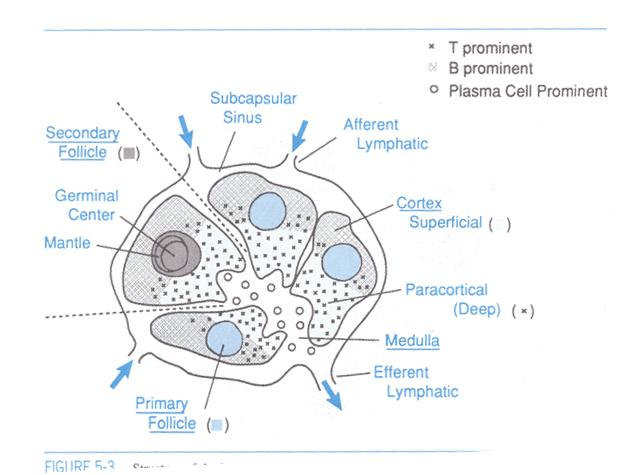 T prominent
B prominent
Plasma Cell Prominent
Subcapsular
Sinus
Afferent
Lymphatic
Secondary
Follicle ( )
Germinal
Center
Mantle
Cortex
Superficial ( )
Paracortical
(Deep) (×)
Medulla
Efferent
Lymphatic
Primary
Follicle ( )
FIGURE 5-3